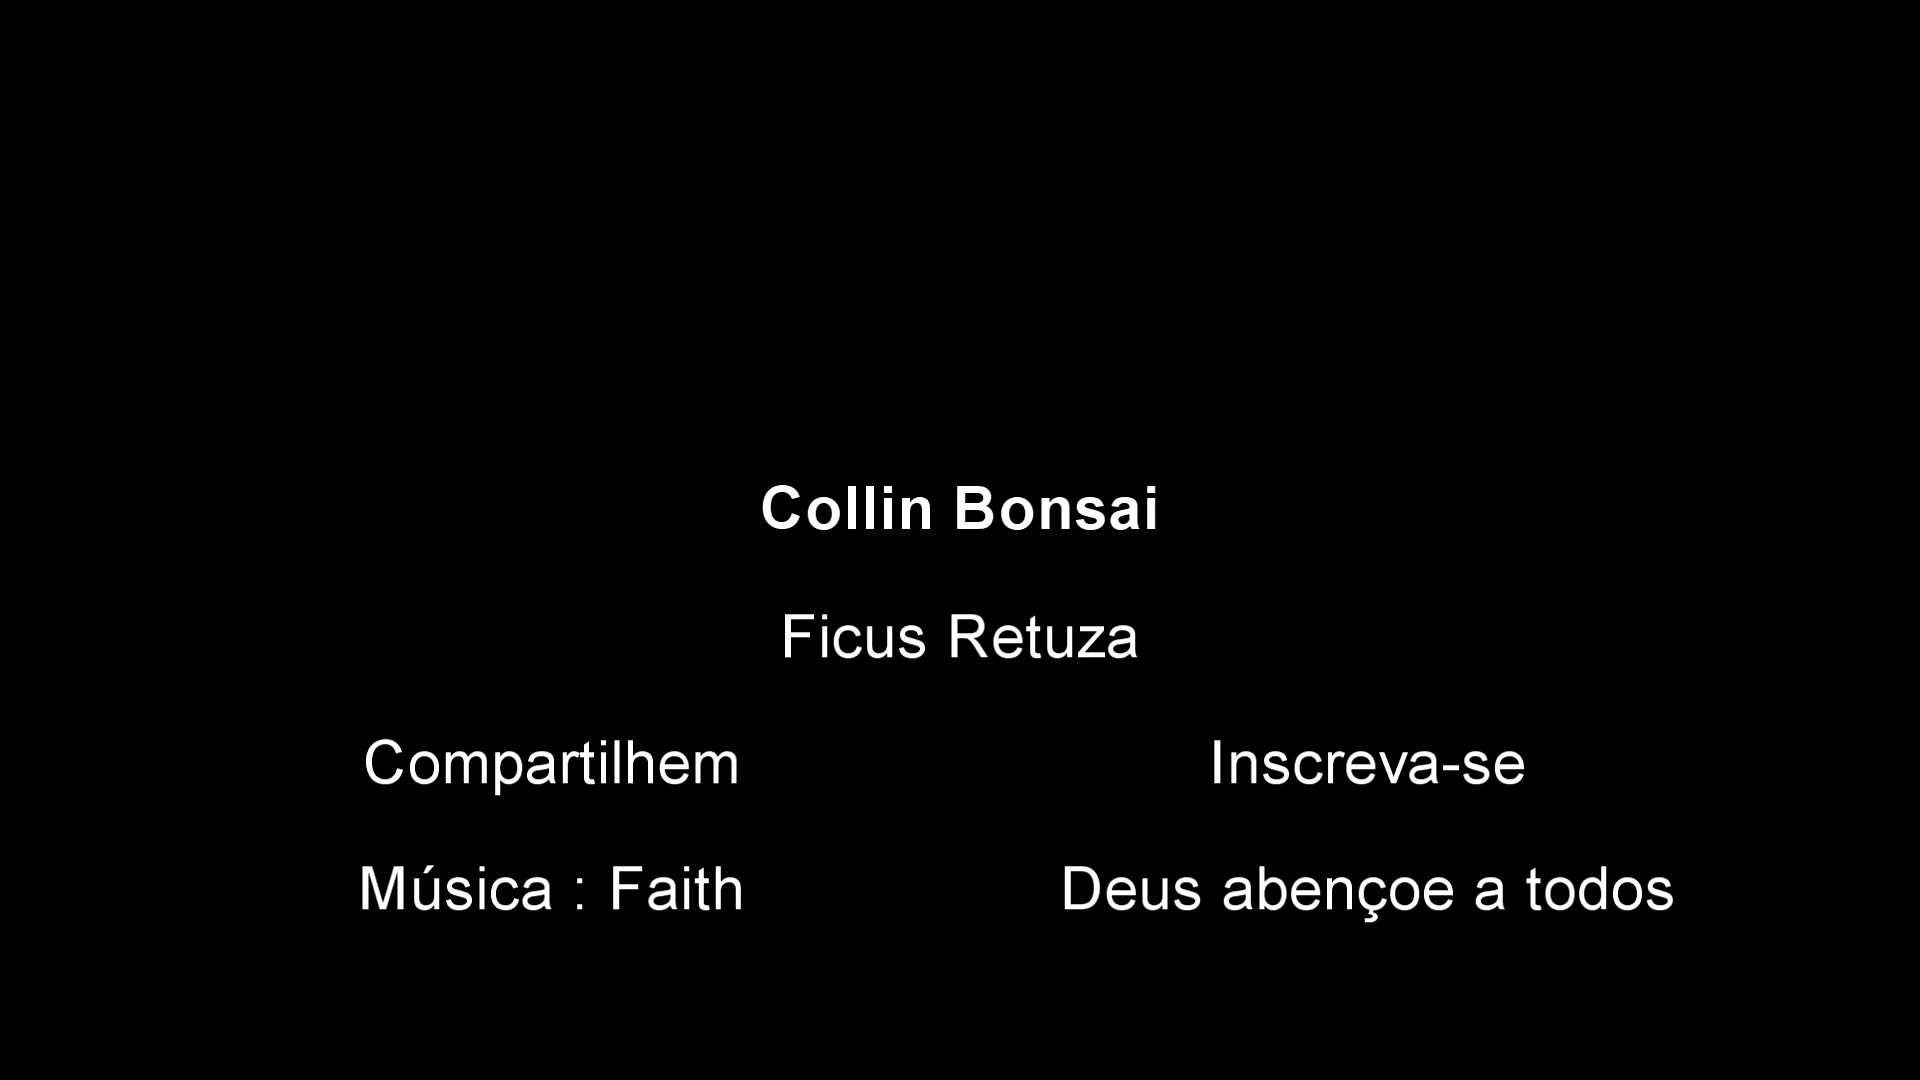 Collin Bonsai
Ficus Retuza
Compartilhem
Inscreva-se
Música : Faith
Deus abençoe a todos